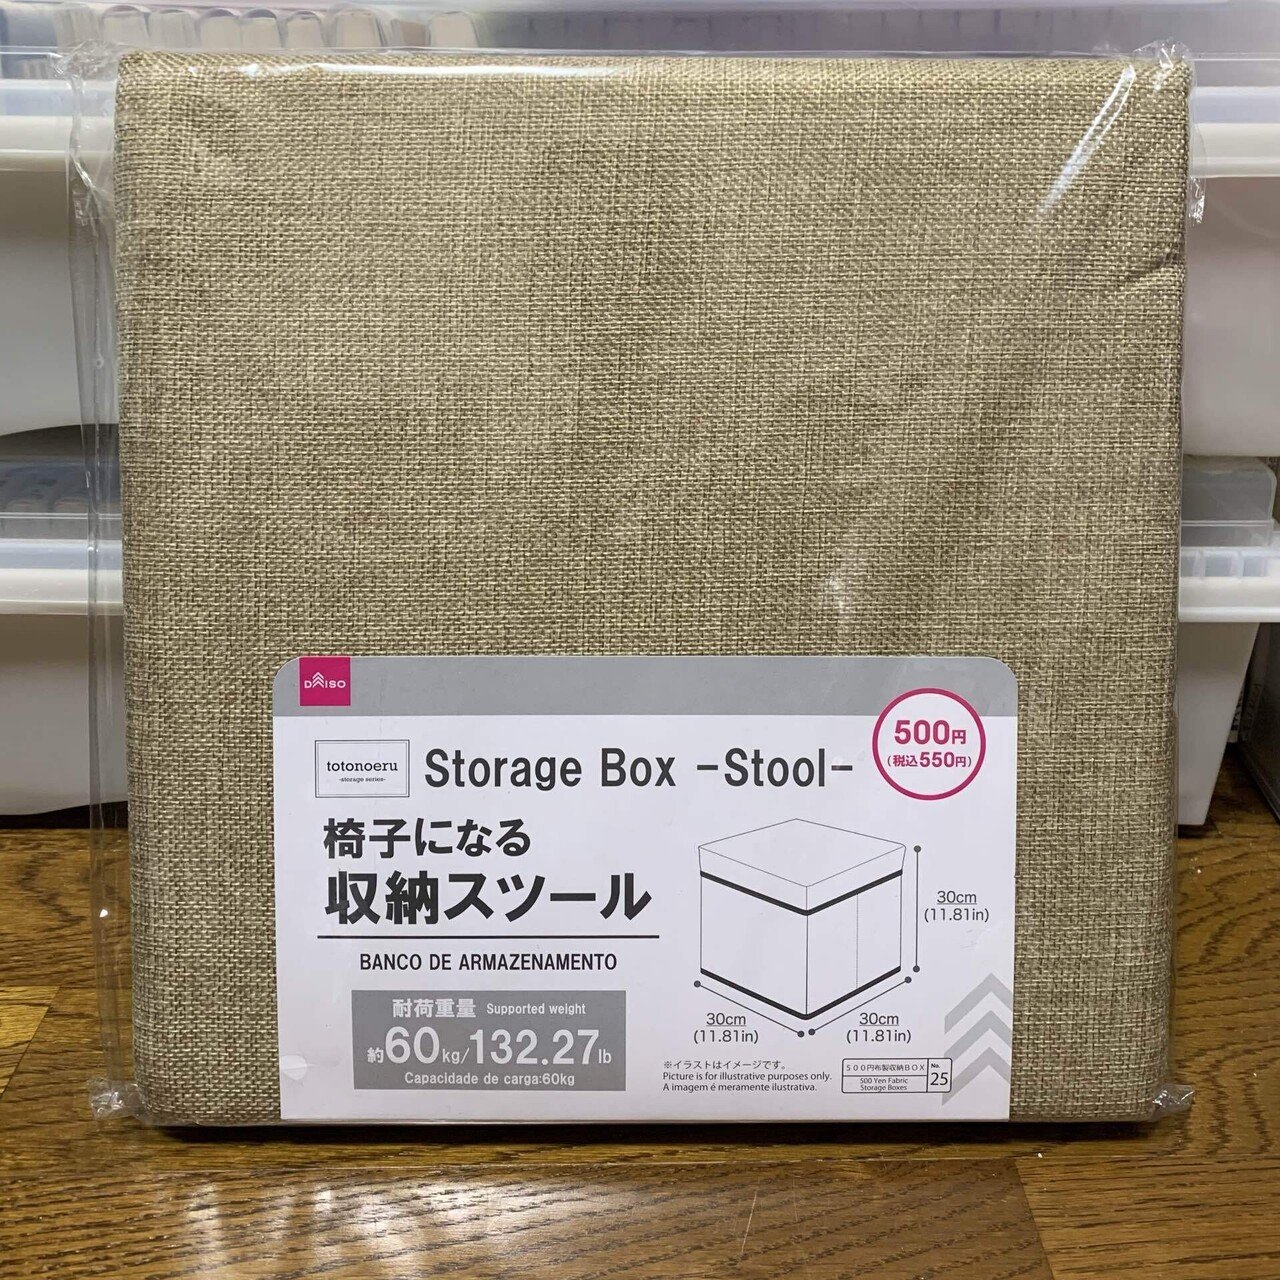 DAISO
totonoeru
-storage series-
Storage Box -Stool-
500円
(税込550円)
椅子になる
収納スツール
BANCO DE ARMAZENAMENTO
耐荷重量 Supported weight
約60kg/132.27lb
Capacidade de carga:60kg
30cm
(11.81in)
30cm
(11.81in)
30cm
(11.81in)
※イラストはイメージです。
Picture is for illustrative purposes only.
A imagem é meramente ilustrativa.
500円布製収納BOX
500 Yen Fabric
Storage Boxes
No.
25